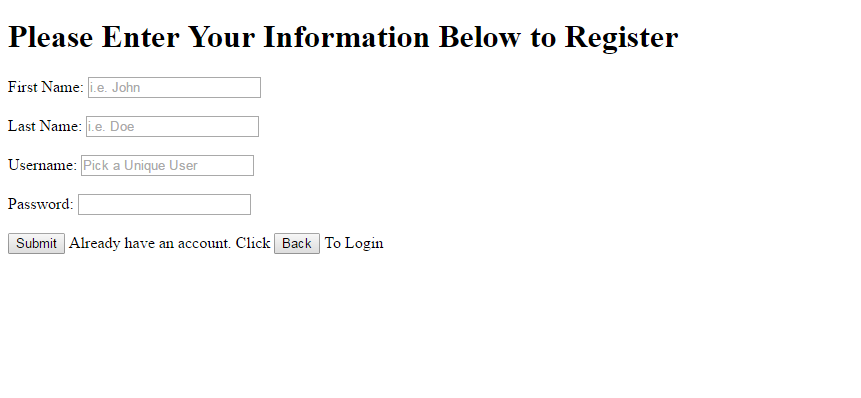 Please Enter Your Information Below to Register
First Name: i.e. John
Last Name: i.e. Doe
Username: Pick a Unique User
Password:
Submit Already have an account. Click Back To Login